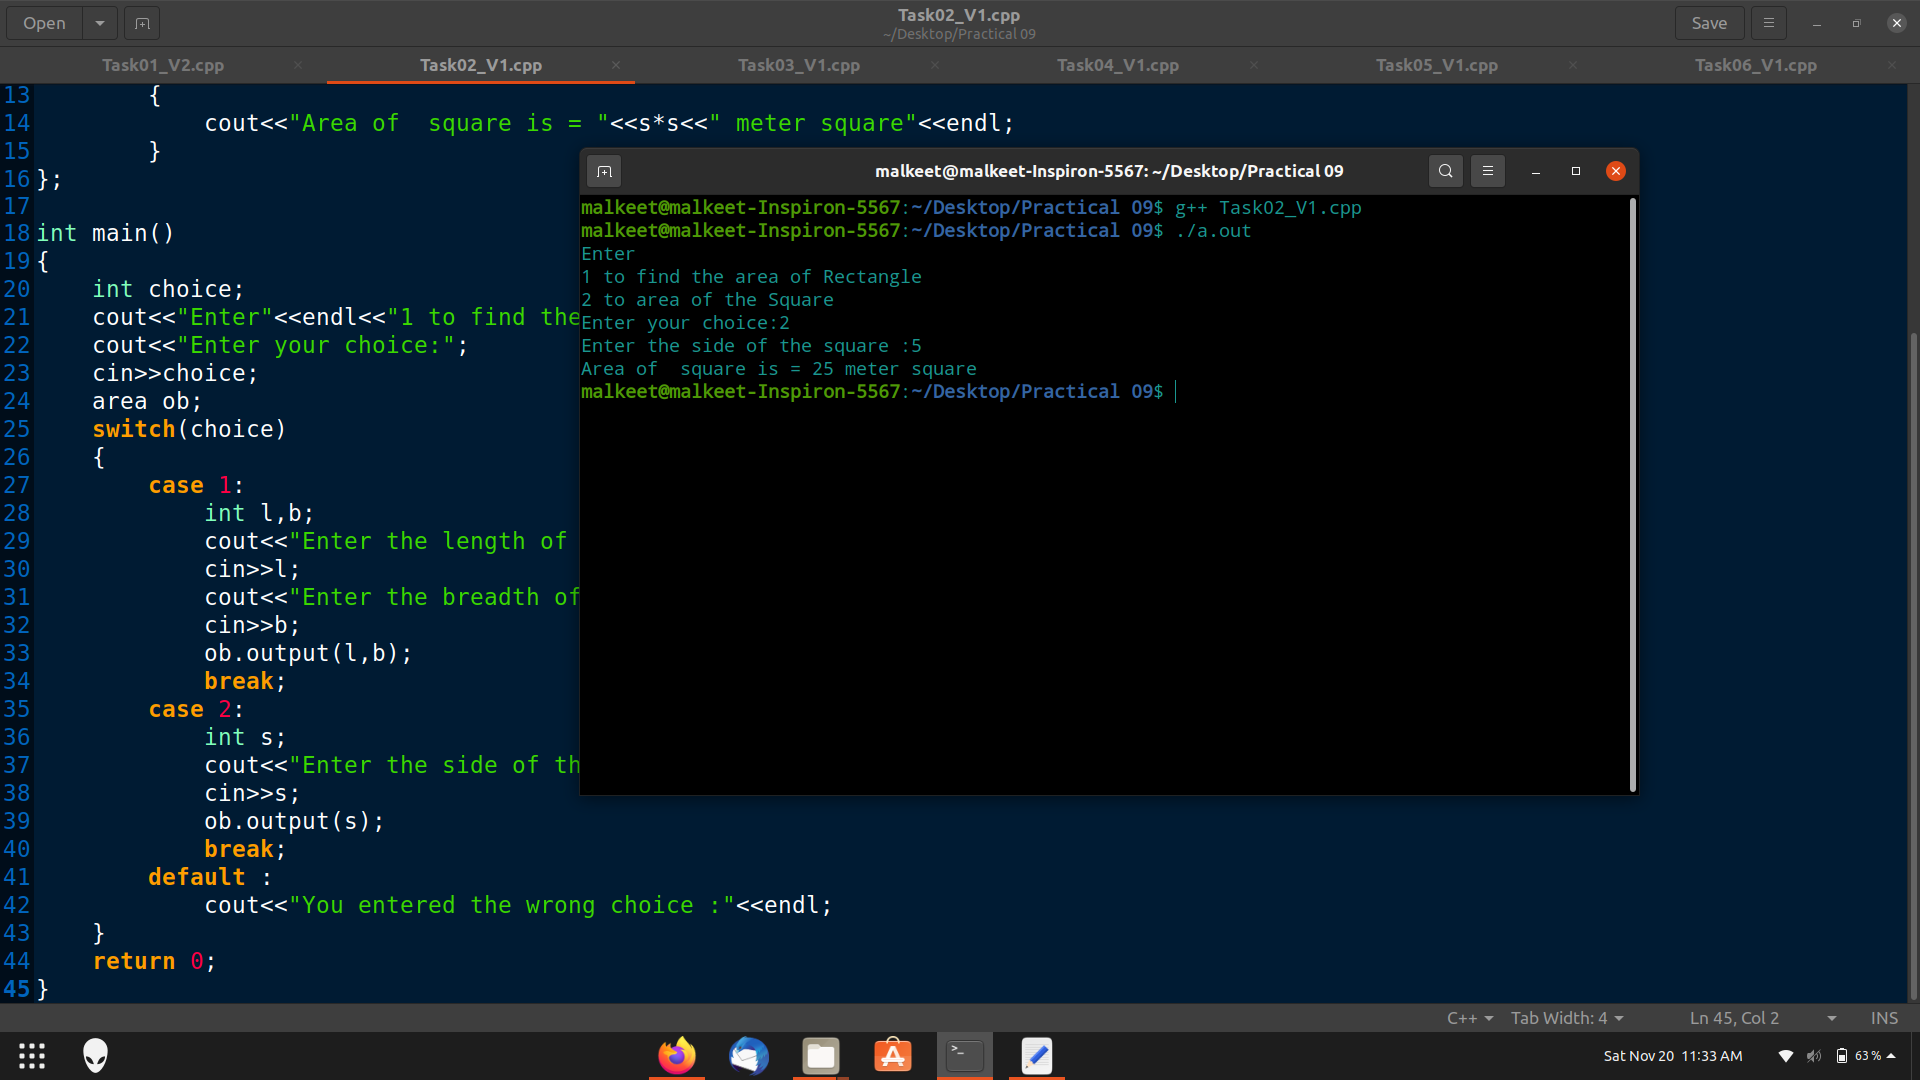 Open
Task02_V1.cpp
~/Desktop/Practical 09
Save
Task01_V2.cpp
Task02_V1.cpp
Task03_V1.cpp
Task04_V1.cpp
Task05_V1.cpp
Task06_V1.cpp
13         {
14             cout<<"Area of  square is = "<<s*s<<" meter square"<<endl;
15         }
16 };
17
18 int main()
19 {
20     int choice;
21     cout<<"Enter"<<endl<<"1 to find the
22     cout<<"Enter your choice:";
23     cin>>choice;
24     area ob;
25     switch(choice)
26     {
27         case 1:
28             int l,b;
29             cout<<"Enter the length of
30             cin>>l;
31             cout<<"Enter the breadth of
32             cin>>b;
33             ob.output(l,b);
34             break;
35         case 2:
36             int s;
37             cout<<"Enter the side of th
38             cin>>s;
39             ob.output(s);
40             break;
41         default :
42             cout<<"You entered the wrong choice :"<<endl;
43     }
44     return 0;
45 }
malkeet@malkeet-Inspiron-5567: ~/Desktop/Practical 09
malkeet@malkeet-Inspiron-5567:~/Desktop/Practical 09$ g++ Task02_V1.cpp
malkeet@malkeet-Inspiron-5567:~/Desktop/Practical 09$ ./a.out
Enter
1 to find the area of Rectangle
2 to area of the Square
Enter your choice:2
Enter the side of the square :5
Area of  square is = 25 meter square
malkeet@malkeet-Inspiron-5567:~/Desktop/Practical 09$
C++
Tab Width: 4
Ln 45, Col 2
INS
Sat Nov 20  11:33 AM
63 %